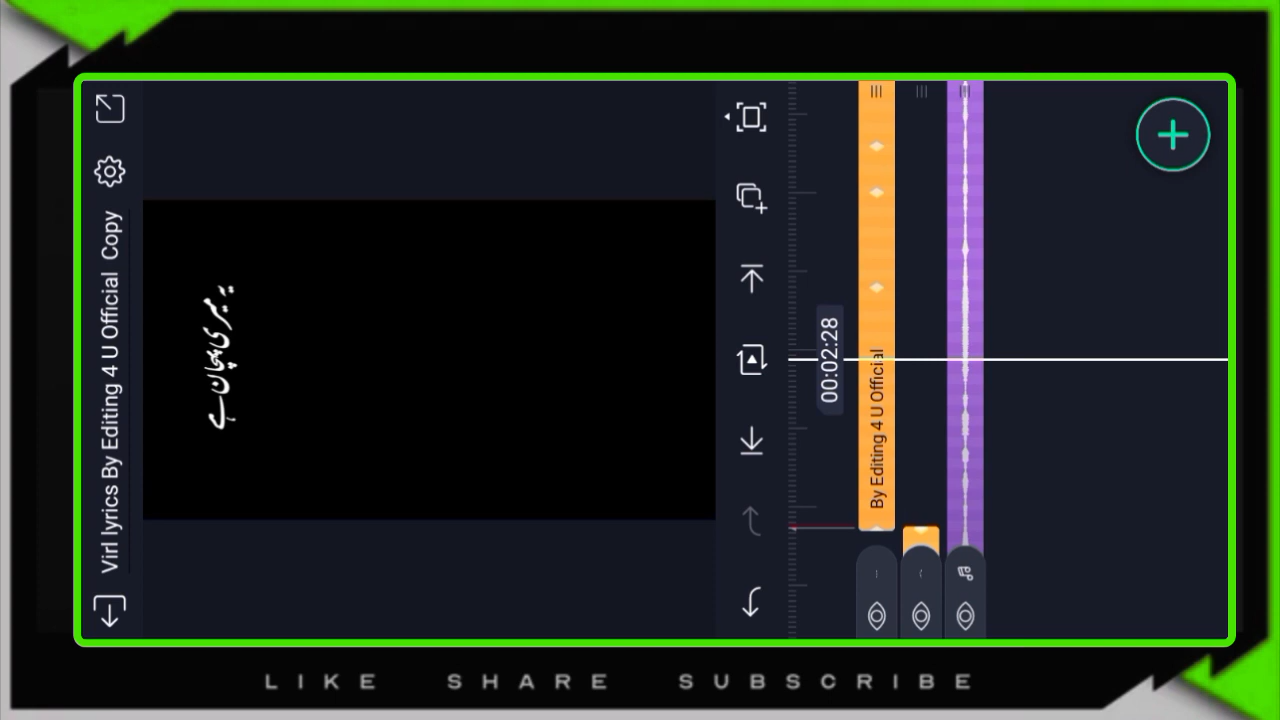 Virl lyrics By Editing 4 U Official Copy
یہ میری پہچان ہے
00:02:28
By Editing 4 U Official
LIKE SHARE SUBSCRIBE